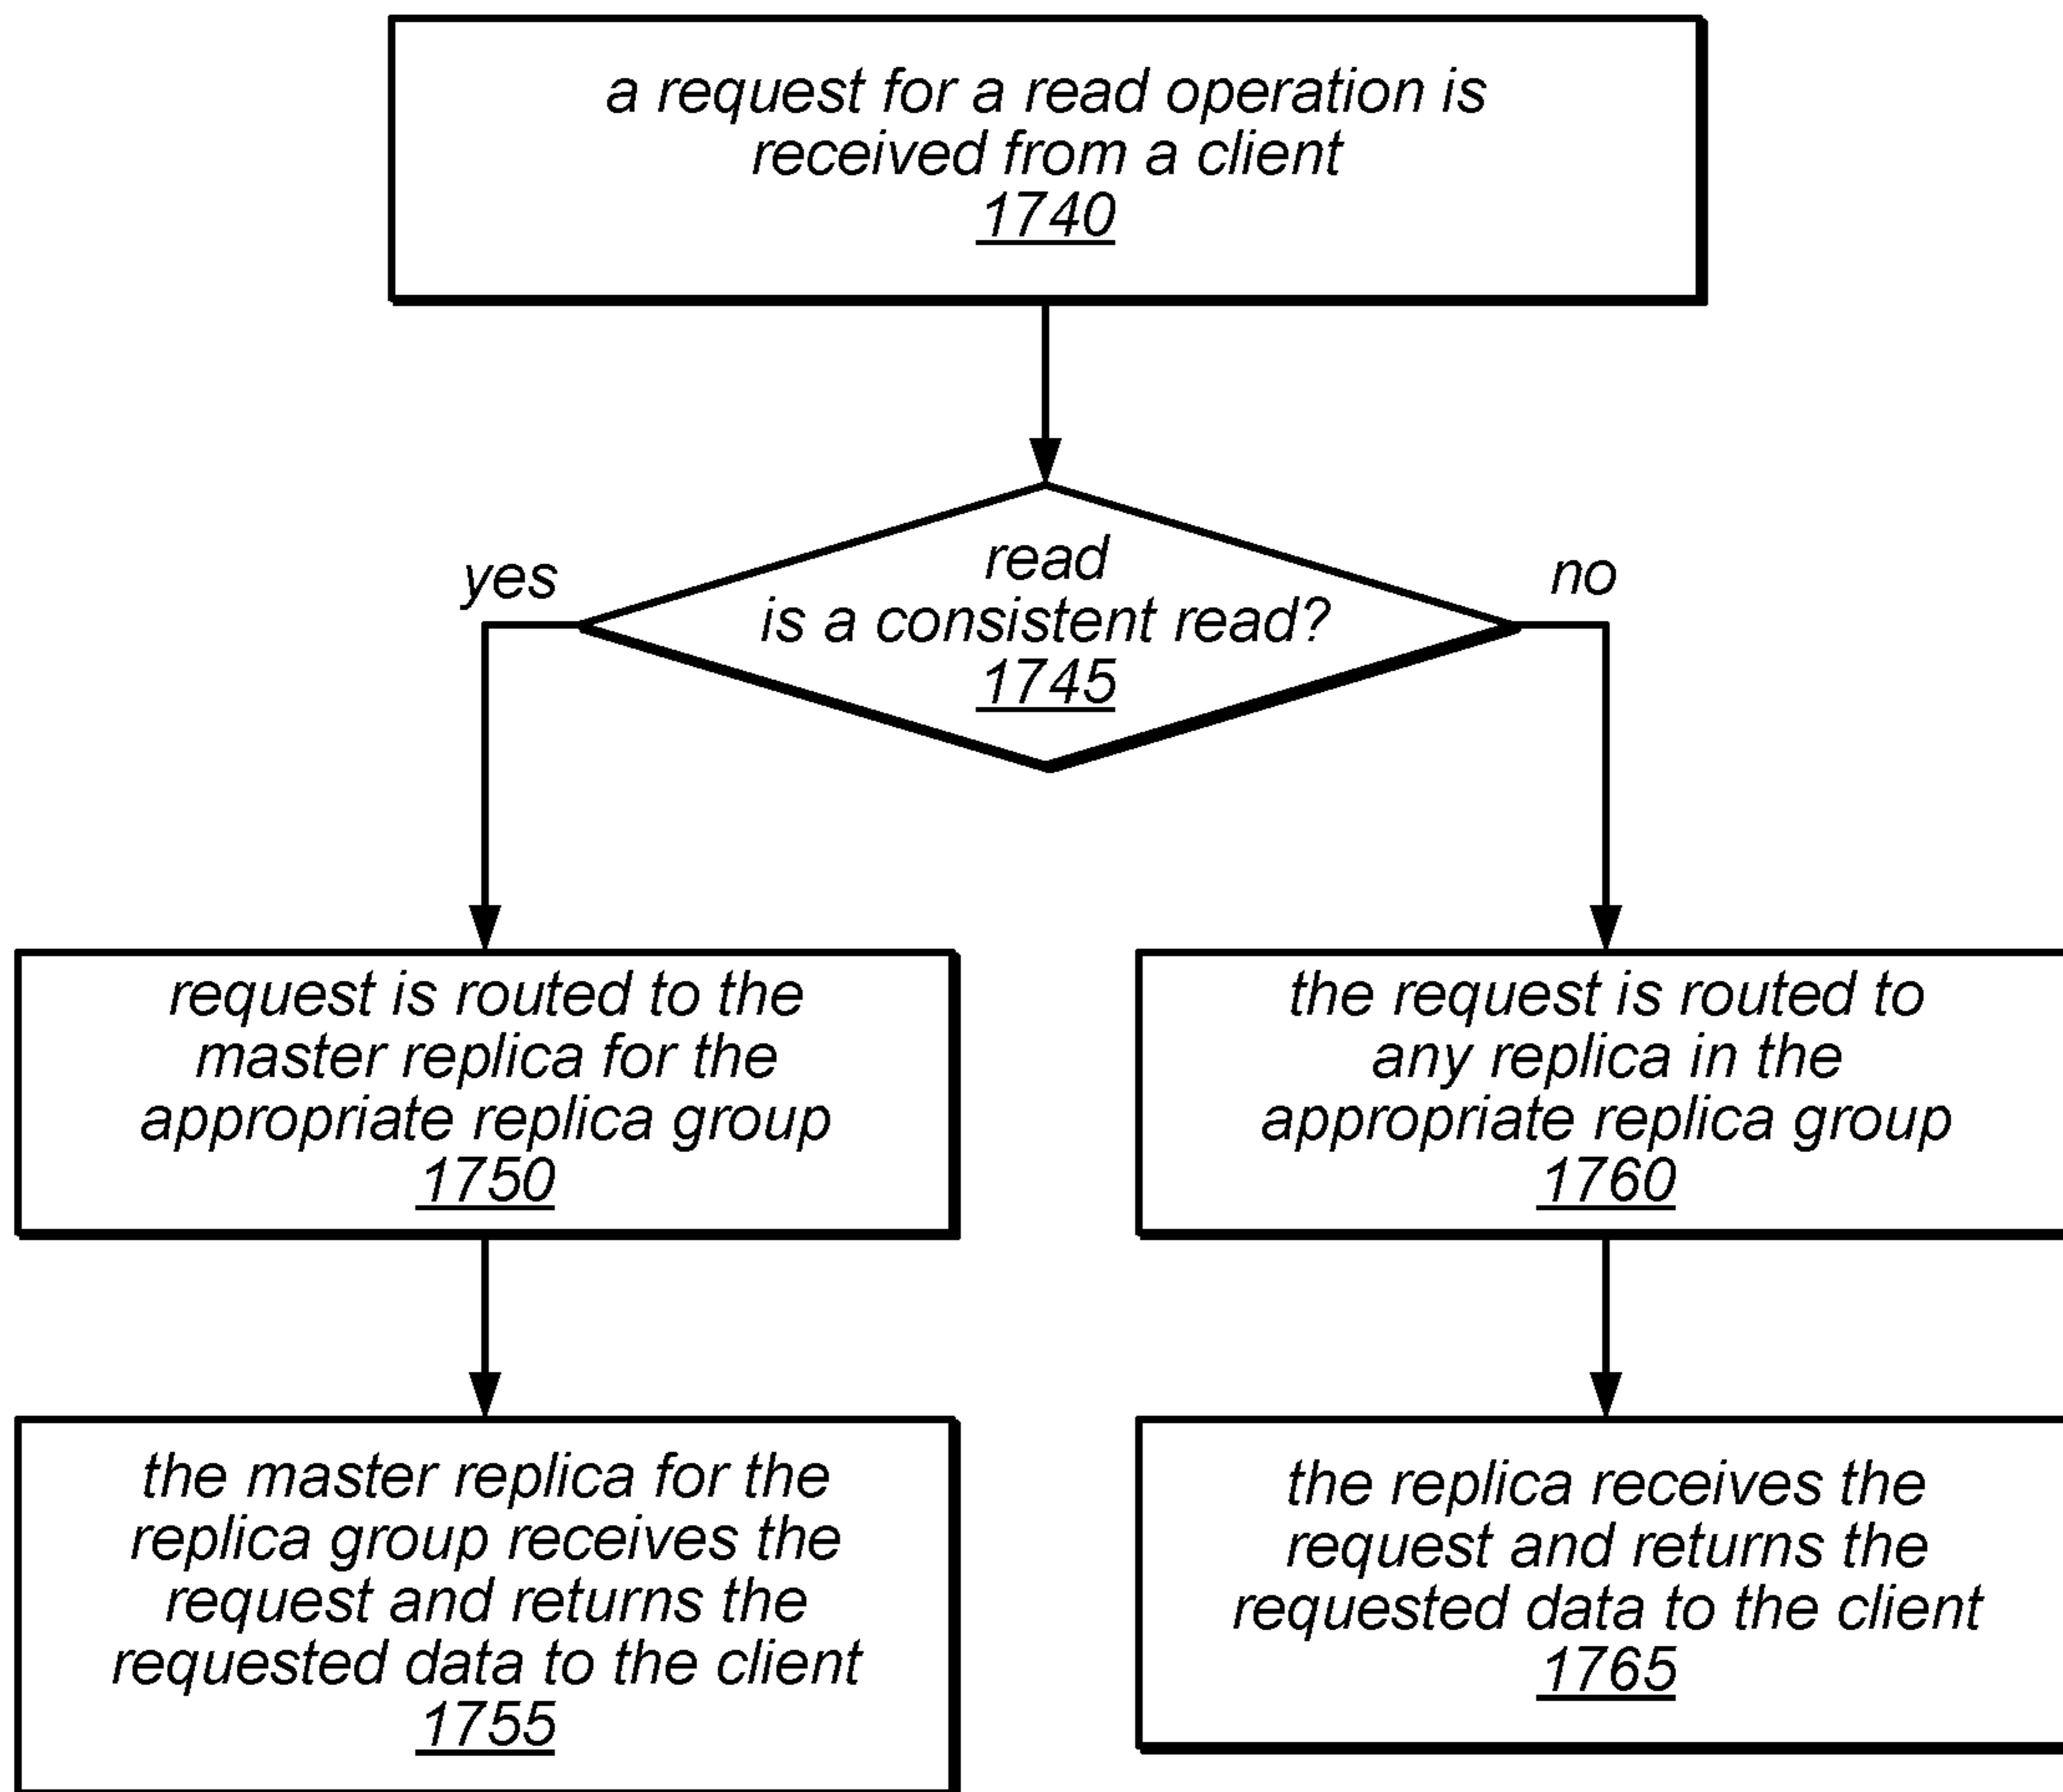 a request for a read operation is
received from a client
1740
read
is a consistent read?
1745
yes
no
request is routed to the
master replica for the
appropriate replica group
1750
the request is routed to
any replica in the
appropriate replica group
1760
the master replica for the
replica group receives the
request and returns the
requested data to the client
1755
the replica receives the
request and returns the
requested data to the client
1765